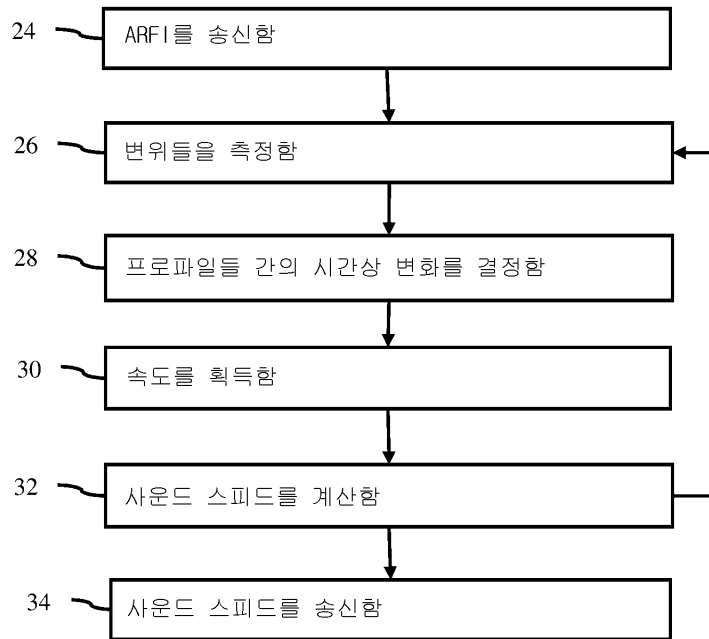 24 ARFI를 송신함
26 변위들을 측정함
28 프로파일들 간의 시간상 변화를 결정함
30 속도를 획득함
32 사운드 스피드를 계산함
34 사운드 스피드를 송신함